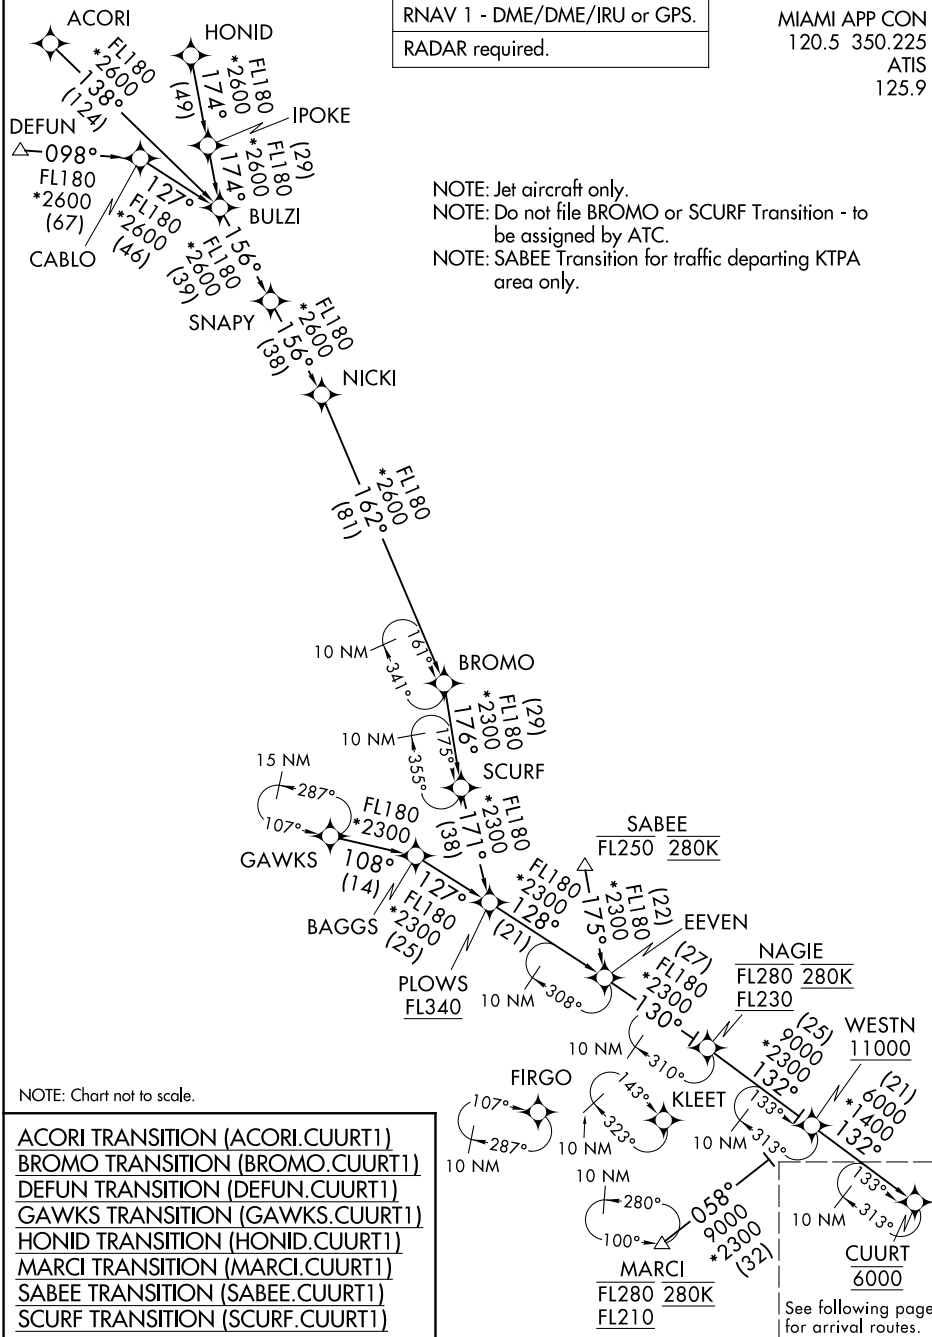 RNAV 1 - DME/DME/IRU or GPS.
RADAR required.
MIAMI APP CON
120.5 350.225
ATIS
125.9
ACORI
FL180
*2600
138°
(124)
HONID
FL180
*2600
174°
(49)
IPOKE
(29)
FL180
*2600
174°
DEFUN
098°
FL180
*2600
(67)
CABLO
127°
FL180
*2600
(46)
BULZI
156°
FL180
*2600
(39)
SNAPY
FL180
*2600
156°
(38)
NICKI
NOTE: Jet aircraft only.
NOTE: Do not file BROMO or SCURF Transition - to
be assigned by ATC.
NOTE: SABEE Transition for traffic departing KTPA
area only.
FL180
*2600
162°
(81)
10 NM
161°
341°
BROMO
(29)
FL180
*2300
176°
10 NM
175°
355°
SCURF
FL180
*2300
171°
(38)
15 NM
287°
107°
GAWKS
FL180
*2300
108°
(14)
BAGGS
127°
FL180
*2300
(25)
PLOWS
FL340
FL180
*2300
128°
(21)
SABEE
FL250 280K
(22)
FL180
*2300
175°
EEVEN
10 NM
308°
(27)
FL180
*2300
130°
NAGIE
FL280 280K
FL230
10 NM
310°
(25)
9000
*2300
132°
WESTN
11000
10 NM
133°
313°
(21)
6000
*1400
132°
FIRGO
107°
287°
10 NM
KLEET
143°
323°
10 NM
10 NM
280°
100°
MARCI
FL280 280K
FL210
058°
9000
*2300
(32)
133°
313°
10 NM
CUURT
6000
See following page
for arrival routes.
NOTE: Chart not to scale.
ACORI TRANSITION (ACORI.CUURT1)
BROMO TRANSITION (BROMO.CUURT1)
DEFUN TRANSITION (DEFUN.CUURT1)
GAWKS TRANSITION (GAWKS.CUURT1)
HONID TRANSITION (HONID.CUURT1)
MARCI TRANSITION (MARCI.CUURT1)
SABEE TRANSITION (SABEE.CUURT1)
SCURF TRANSITION (SCURF.CUURT1)